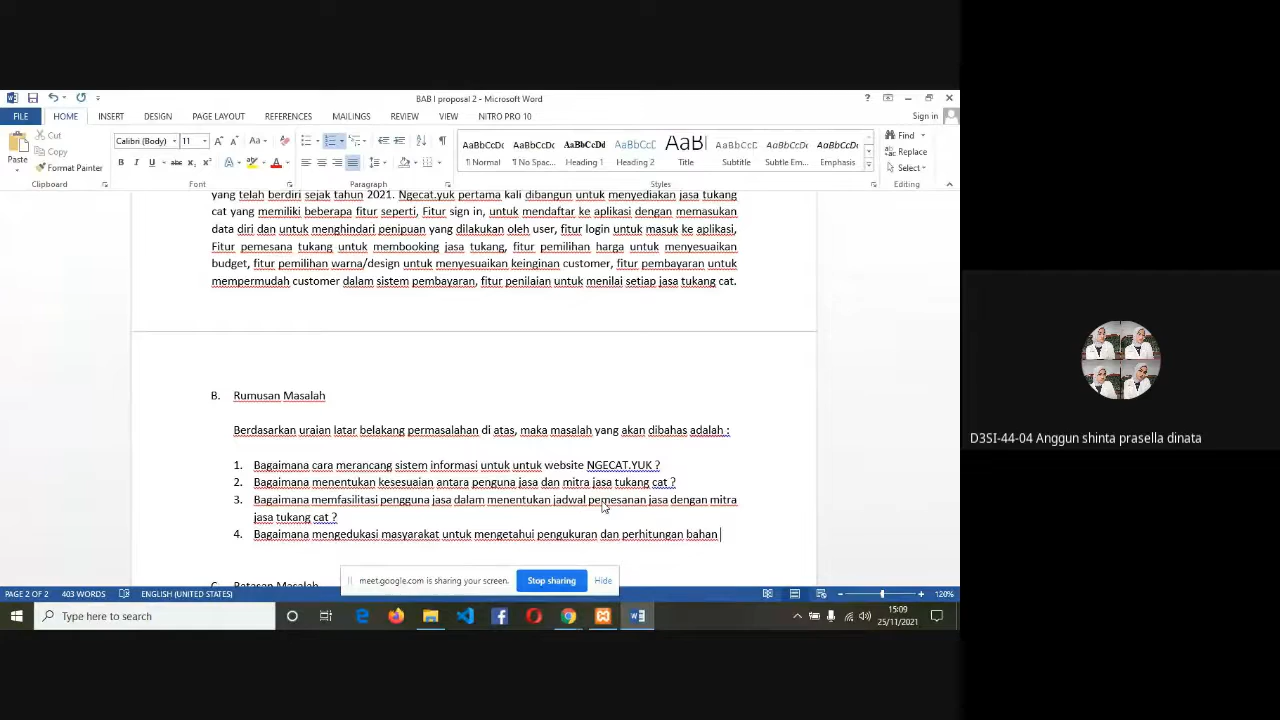 BAB I proposal 2 - Microsoft Word
Sign in
FILE HOME INSERT DESIGN PAGE LAYOUT REFERENCES MAILINGS REVIEW VIEW NITRO PRO 10
Paste
Cut
Copy
Format Painter
Clipboard
Calibri (Body) 11
Font
Paragraph
AaBbCcDc AaBbCcDc AaBbCcDd AaBbCcDd AaB AaBbCcDc AaBbCcDc AaBbCcDc
¶ Normal ¶ No Spac... Heading 1 Heading 2 Title Subtitle Subtle Em... Emphasis
Styles
Find
Replace
Select
Editing
yang telah berdiri sejak tahun 2021. Ngecat.yuk pertama kali dibangun untuk menyediakan jasa tukang
cat yang memiliki beberapa fitur seperti, Fitur sign in, untuk mendaftar ke aplikasi dengan memasukan
data diri dan untuk menghindari penipuan yang dilakukan oleh user, fitur login untuk masuk ke aplikasi,
Fitur pemesana tukang untuk membooking jasa tukang, fitur pemilihan harga untuk menyesuaikan
budget, fitur pemilihan warna/design untuk menyesuaikan keinginan customer, fitur pembayaran untuk
mempermudah customer dalam sistem pembayaran, fitur penilaian untuk menilai setiap jasa tukang cat.
B. Rumusan Masalah
Berdasarkan uraian latar belakang permasalahan di atas, maka masalah yang akan dibahas adalah :
1. Bagaimana cara merancang sistem informasi untuk untuk website NGECAT.YUK ?
2. Bagaimana menentukan kesesuaian antara penguna jasa dan mitra jasa tukang cat ?
3. Bagaimana memfasilitasi pengguna jasa dalam menentukan jadwal pemesanan jasa dengan mitra
jasa tukang cat ?
4. Bagaimana mengedukasi masyarakat untuk mengetahui pengukuran dan perhitungan bahan
C. Batasan Masalah
meet.google.com is sharing your screen. Stop sharing Hide
PAGE 2 OF 2 403 WORDS ENGLISH (UNITED STATES) 120%
Type here to search
15:09
25/11/2021
D3SI-44-04 Anggun shinta prasella dinata